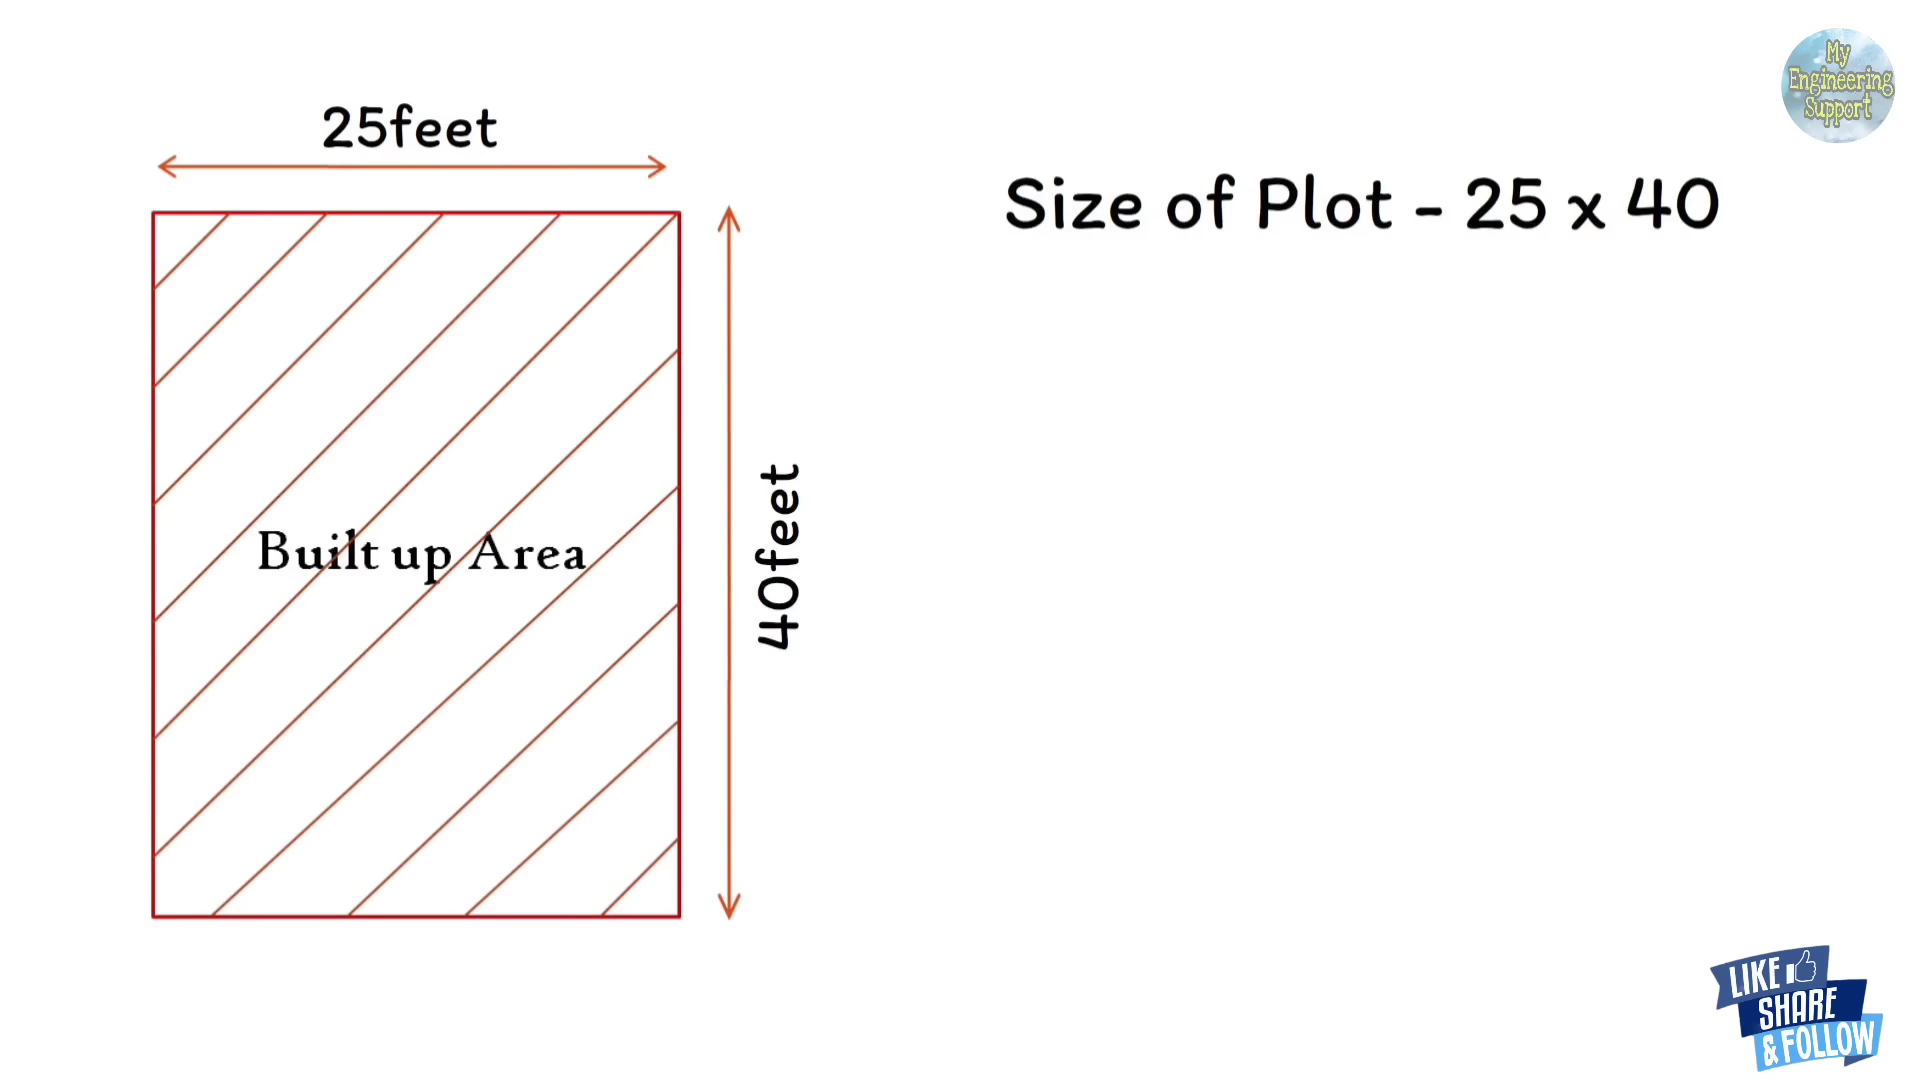 My
Engineering
Support
25feet
Size of Plot - 25 x 40
40feet
Built up Area
LIKE
SHARE
& FOLLOW